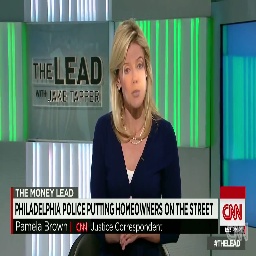 THE LEAD
WITH JAKE TAPPER
THE MONEY LEAD
PHILADELPHIA POLICE PUTTING HOMEOWNERS ON THE STREET
Pamela Brown CNN Justice Correspondent
CNN
#THELEAD